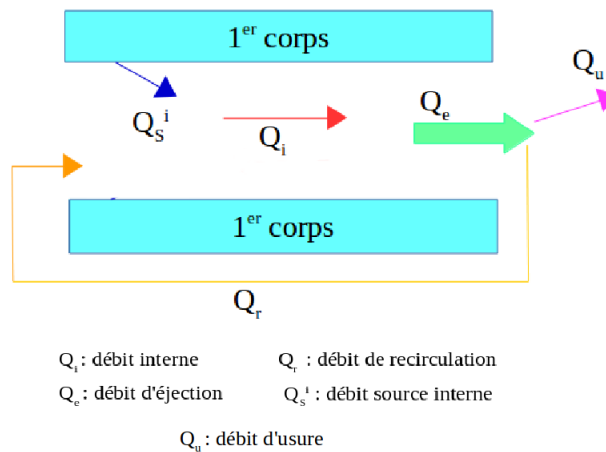 1er corps
Qu
Qe
QSi
Qi
1er corps
Qr
Qi : débit interne Qr : débit de recirculation
Qe : débit d'éjection QSi : débit source interne
Qu : débit d'usure